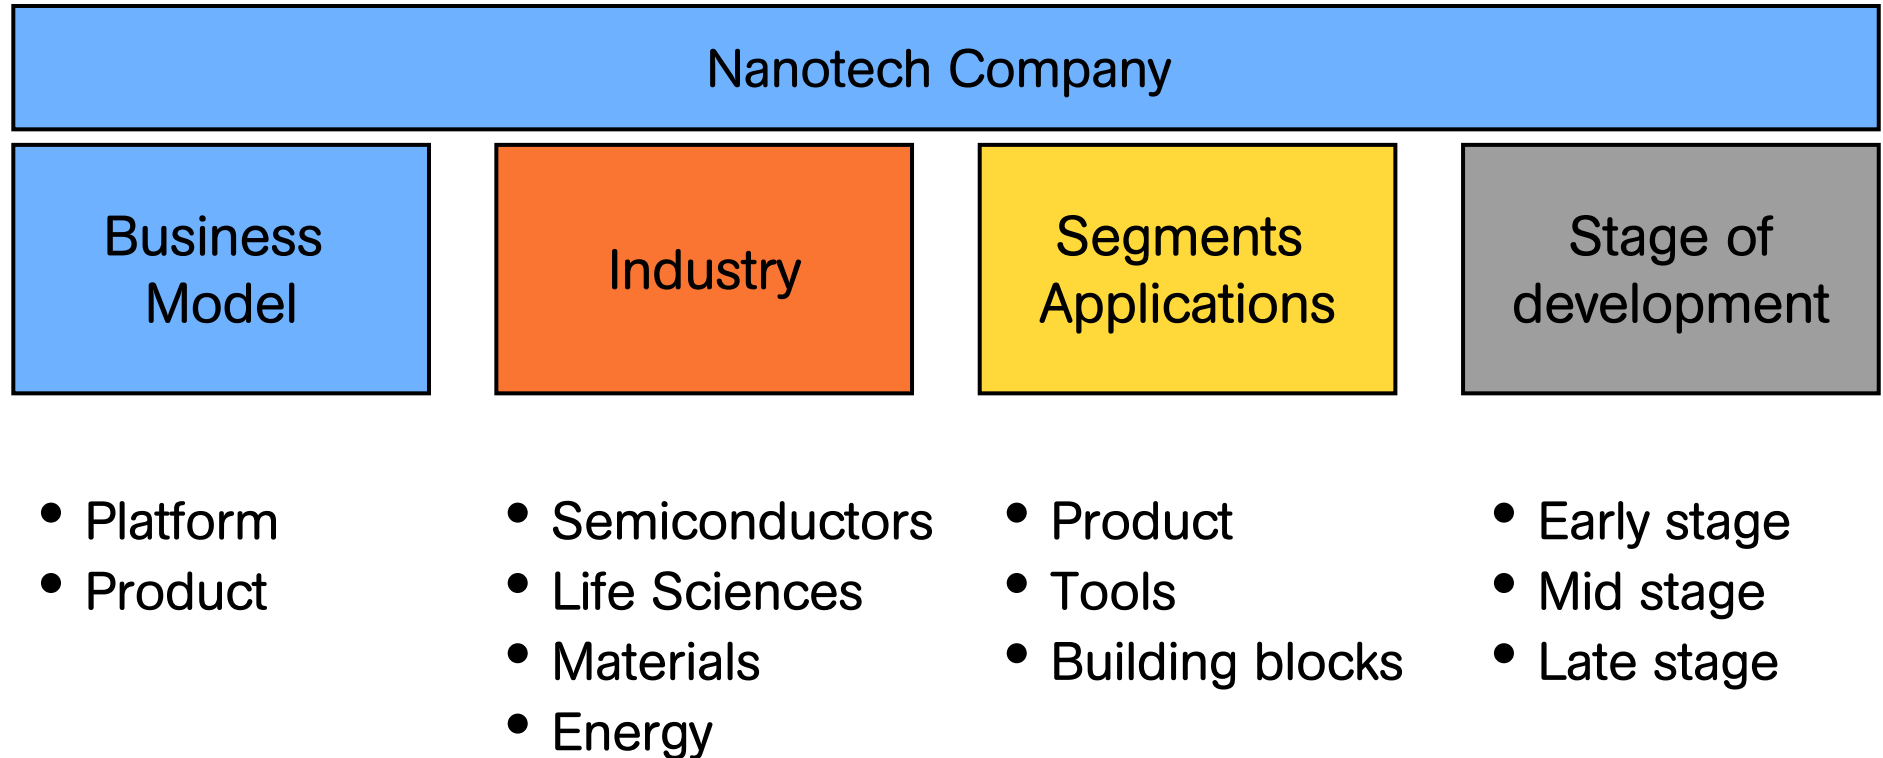 Nanotech Company
Business
Model
Industry
Segments
Applications
Stage of
development
• Platform
• Product
• Semiconductors
• Life Sciences
• Materials
• Energy
• Product
• Tools
• Building blocks
• Early stage
• Mid stage
• Late stage